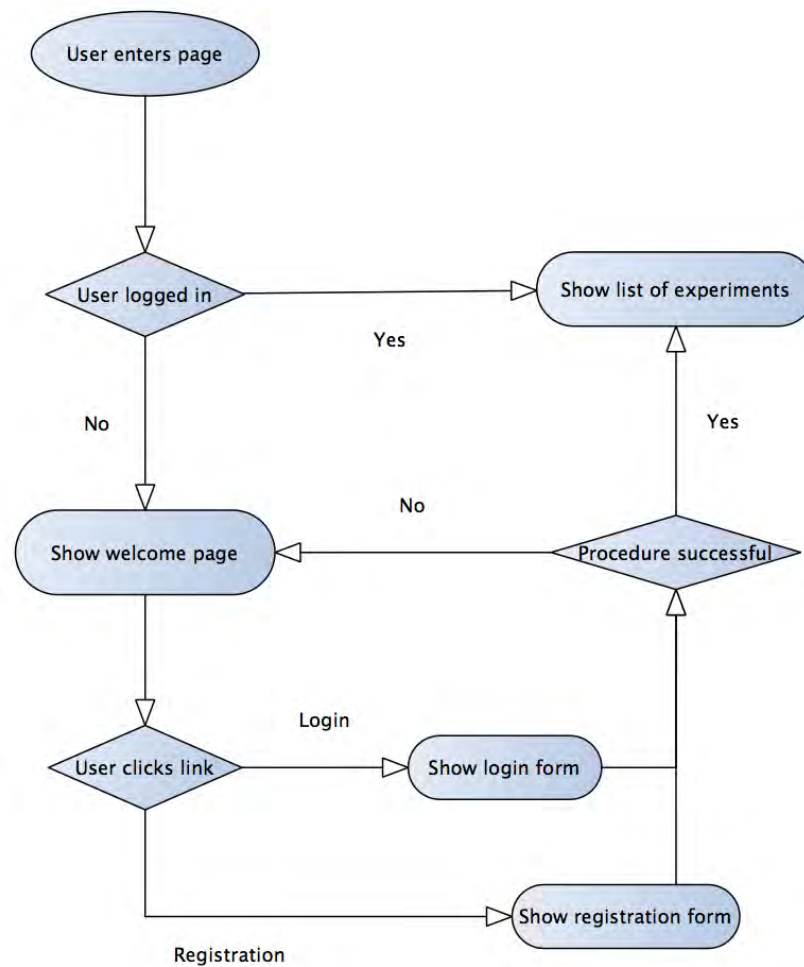 User enters page
User logged in
Show list of experiments
Yes
No
Yes
No
Show welcome page
Procedure successful
Login
User clicks link
Show login form
Show registration form
Registration